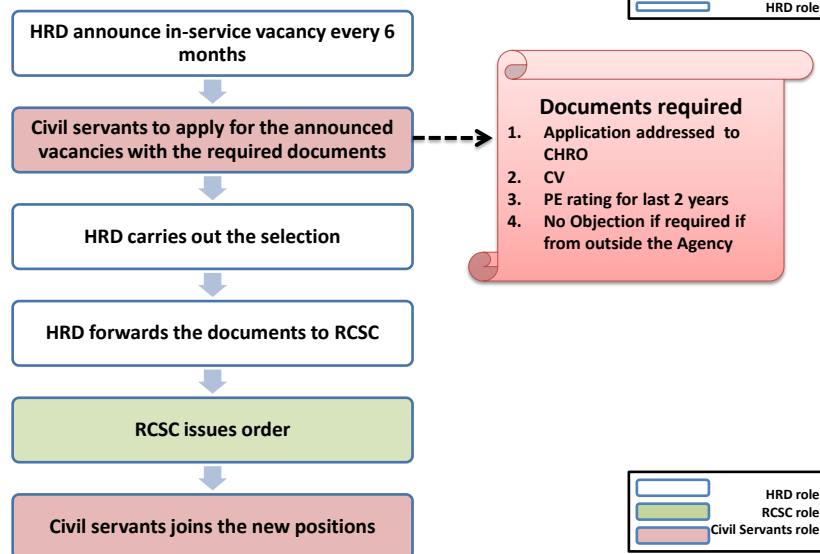 HRD role
HRD announce in-service vacancy every 6
months
Civil servants to apply for the announced
vacancies with the required documents
Documents required
1. Application addressed to
CHRO
2. CV
3. PE rating for last 2 years
4. No Objection if required if
from outside the Agency
HRD carries out the selection
HRD forwards the documents to RCSC
RCSC issues order
Civil servants joins the new positions
HRD role
RCSC role
Civil Servants role